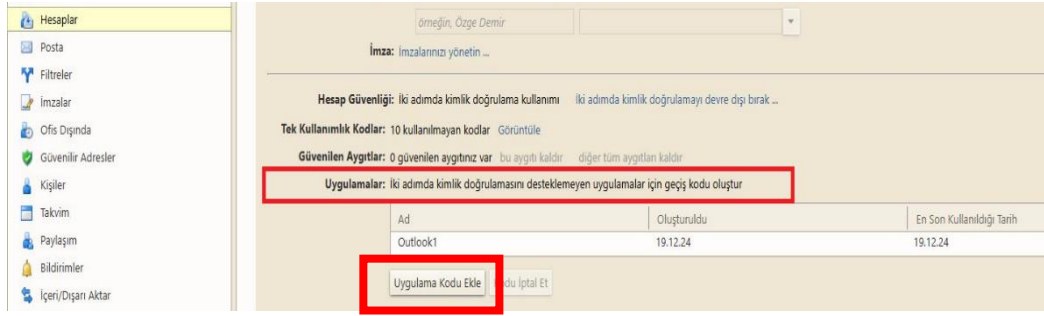 Hesaplar
Posta
Filtreler
İmzalar
Ofis Dışında
Güvenilir Adresler
Kişiler
Takvim
Paylaşım
Bildirimler
İçeri/Dışarı Aktar
örneğin, Özge Demir
İmza: İmzalarınızı yönetin ...
Hesap Güvenliği: İki adımda kimlik doğrulama kullanımı İki adımda kimlik doğrulamayı devre dışı bırak ...
Tek Kullanımlık Kodlar: 10 kullanılmayan kodlar Görüntüle
Güvenilen Aygıtlar: 0 güvenilen aygıtınız var bu aygıtı kaldır diğer tüm aygıtları kaldır
Uygulamalar: İki adımda kimlik doğrulamasını desteklemeyen uygulamalar için geçiş kodu oluştur
Ad Oluşturuldu En Son Kullanıldığı Tarih
Outlook1 19.12.24 19.12.24
Uygulama Kodu Ekle İptal Et